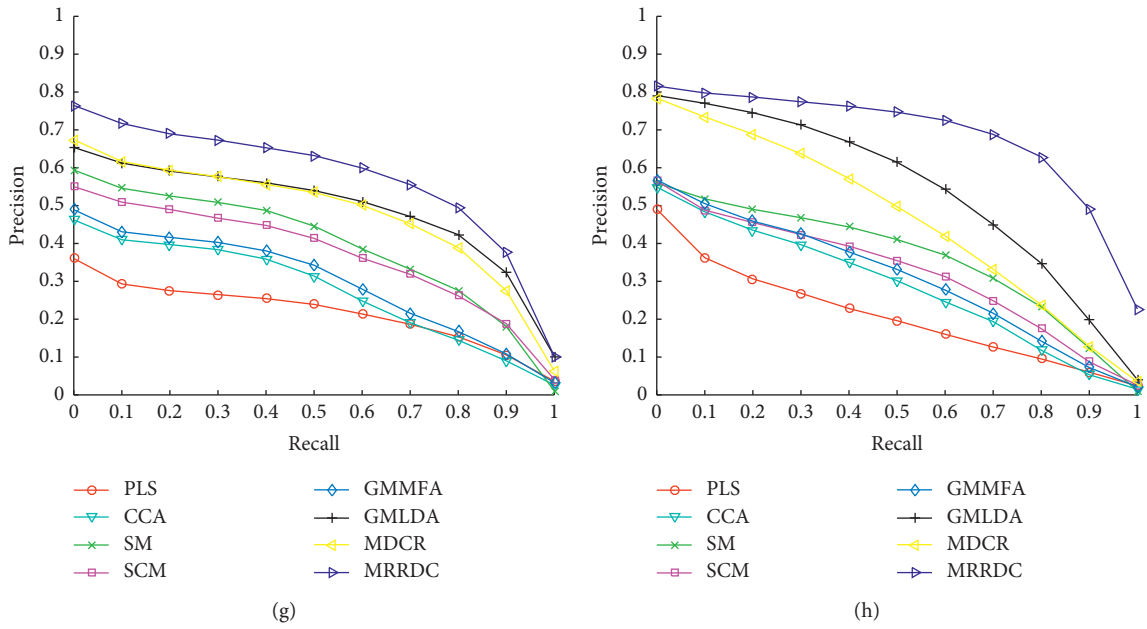 1
0.9
0.8
0.7
0.6
0.5
0.4
0.3
0.2
0.1
0
Precision
0 0.1 0.2 0.3 0.4 0.5 0.6 0.7 0.8 0.9 1
Recall
PLS GMMFA
CCA GMLDA
SM MDCR
SCM MRRDC
(g)
1
0.9
0.8
0.7
0.6
0.5
0.4
0.3
0.2
0.1
0
Precision
0 0.1 0.2 0.3 0.4 0.5 0.6 0.7 0.8 0.9 1
Recall
PLS GMMFA
CCA GMLDA
SM MDCR
SCM MRRDC
(h)